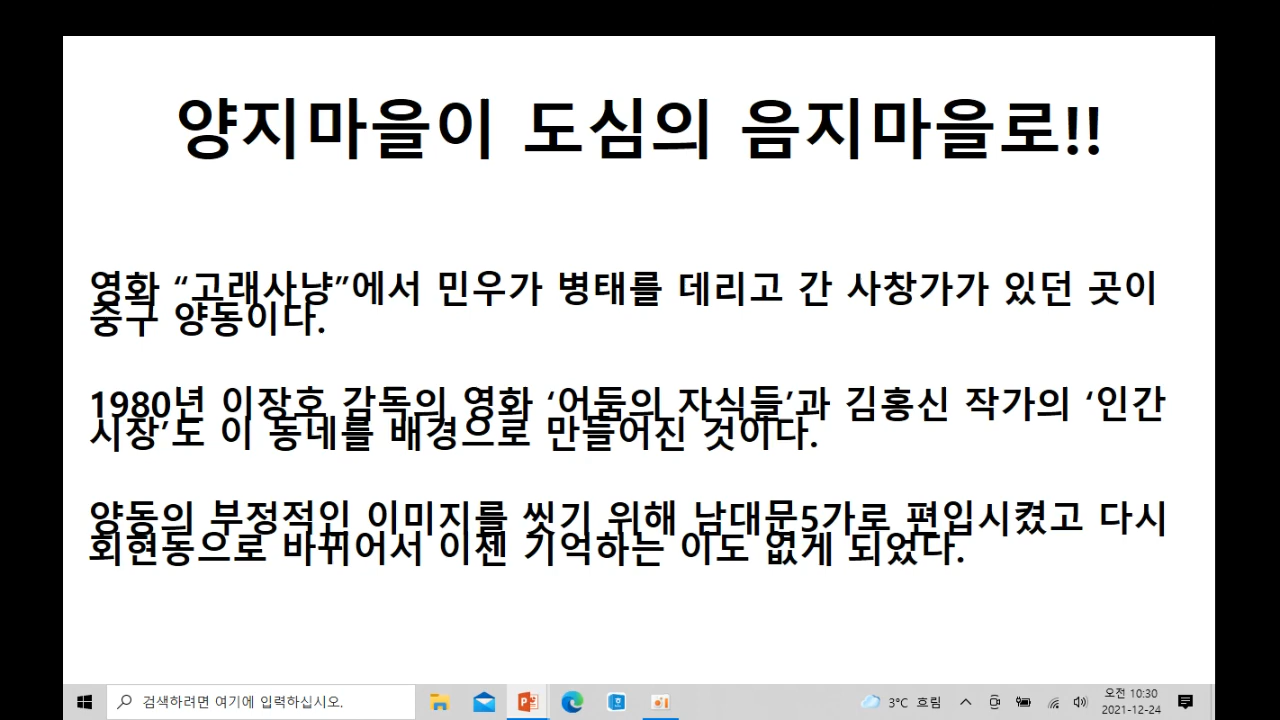 양지마을이 도심의 음지마을로!!
영화 “고래사냥”에서 민우가 병태를 데리고 간 사창가가 있던 곳이
중구 양동이다.
1980년 이장호 감독의 영화 ‘어둠의 자식들’과 김홍신 작가의 ‘인간
시장’도 이 동네를 배경으로 만들어진 것이다.
양동의 부정적인 이미지를 씻기 위해 남대문5가로 편입시켰고 다시
회현동으로 바뀌어서 이젠 기억하는 이도 없게 되었다.
검색하려면 여기에 입력하십시오.
3°C 흐림
오전 10:30
2021-12-24